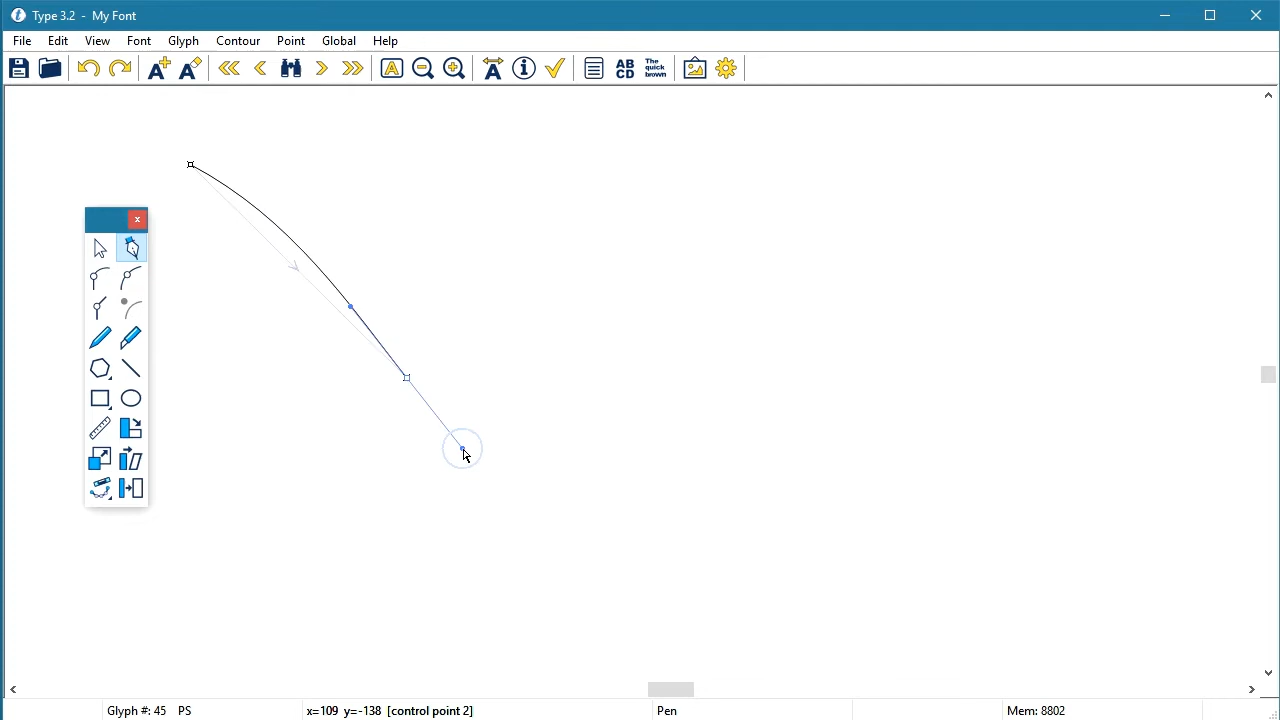 Type 3.2 - My Font
File Edit View Font Glyph Contour Point Global Help
AB
CD
The
quick
brown
Glyph #: 45 PS x=109 y=-138 [control point 2] Pen Mem: 8802